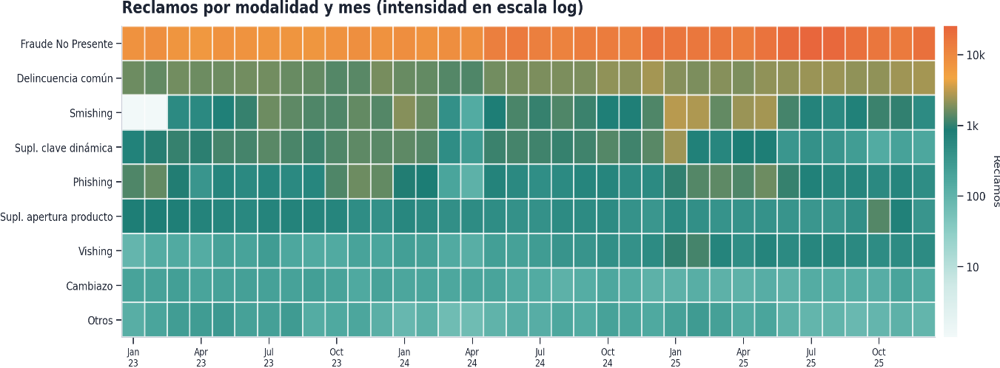 Reclamos por modalidad y mes (intensidad en escala log)
Fraude No Presente
Delincuencia común
Smishing
Supl. clave dinámica
Phishing
Supl. apertura producto
Vishing
Cambiazo
Otros
Jan
23
Apr
23
Jul
23
Oct
23
Jan
24
Apr
24
Jul
24
Oct
24
Jan
25
Apr
25
Jul
25
Oct
25
10k
1k
100
10
Reclamos